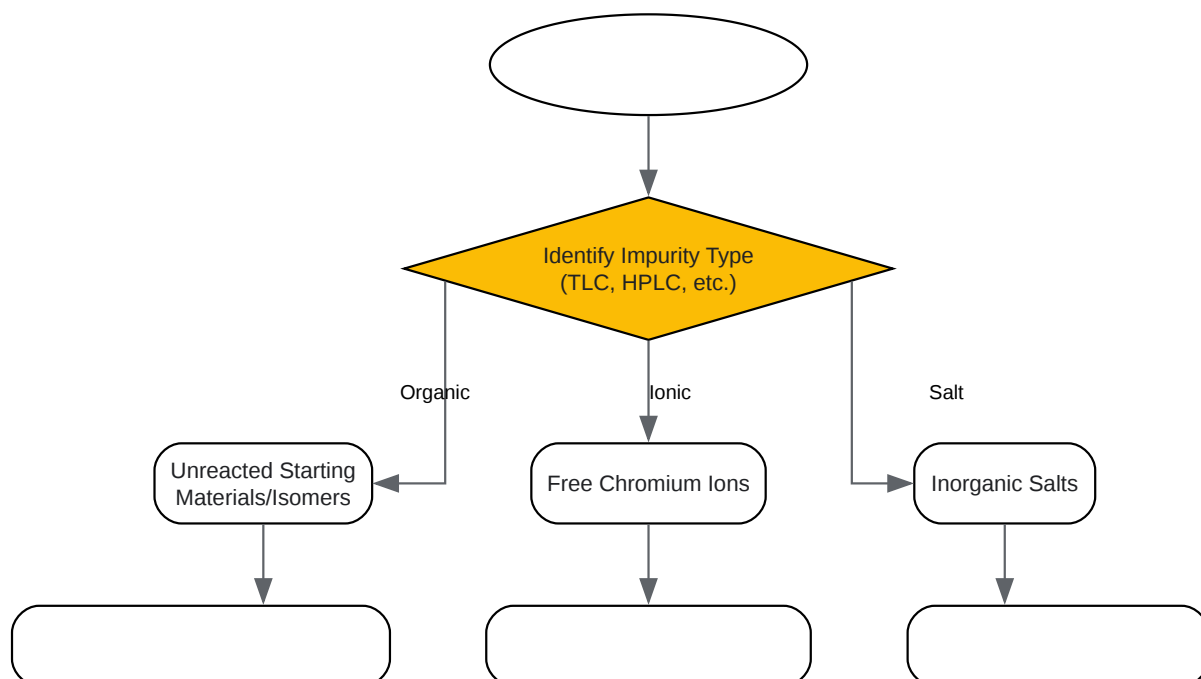 Identify Impurity Type
(TLC, HPLC, etc.)
Organic
Ionic
Salt
Unreacted Starting
Materials/Isomers
Free Chromium Ions
Inorganic Salts